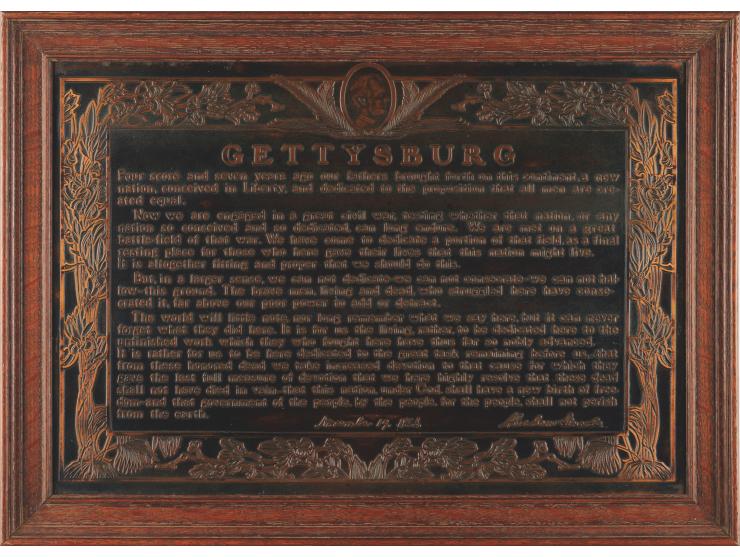 GETTYSBURG
Four score and seven years ago our fathers brought forth on this continent, a new
nation, conceived in Liberty, and dedicated to the proposition that all men are cre-
ated equal.
Now we are engaged in a great civil war, testing whether that nation, or any
nation so conceived and so dedicated, can long endure. We are met on a great
battle-field of that war. We have come to dedicate a portion of that field, as a final
resting place for those who here gave their lives that this nation might live.
It is altogether fitting and proper that we should do this.
But, in a larger sense, we can not dedicate-we can not consecrate-we can not hal-
low-this ground. The brave men, living and dead, who struggled here have conse-
crated it, far above our poor power to add or detract.
The world will little note, nor long remember what we say here, but it can never
forget what they did here. It is for us the living, rather, to be dedicated here to the
unfinished work which they who fought here have thus far so nobly advanced.
It is rather for us to be here dedicated to the great task remaining before us,-that
from these honored dead we take increased devotion to that cause for which they
gave the last full measure of devotion that we here highly resolve that these dead
shall not have died in vain-that this nation, under God, shall have a new birth of free-
dom-and that government of the people, by the people, for the people, shall not perish
from the earth.
November 19, 1863. Abraham Lincoln.